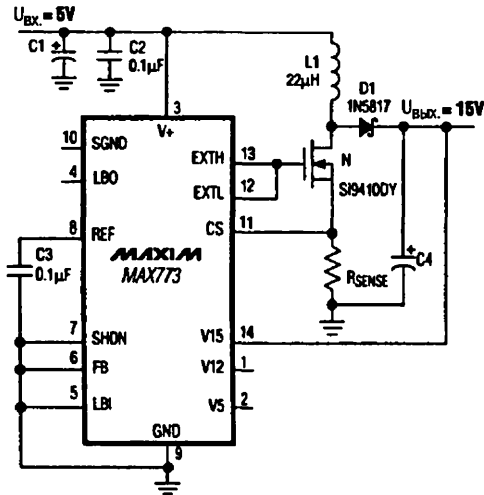 Uвх. = 5V
C1
+
C2
0.1μF
L1
22μH
D1
1N5817
Uвых. = 15V
3
V+
10
SGND
4
LBO
8
REF
C3
0.1μF
MAXIM
MAX773
EXTH
13
EXTL
12
CS
11
N
SI9410DY
RSENSE
+
C4
7
SHDN
6
FB
5
LBI
V15
14
V12
1
V5
2
GND
9